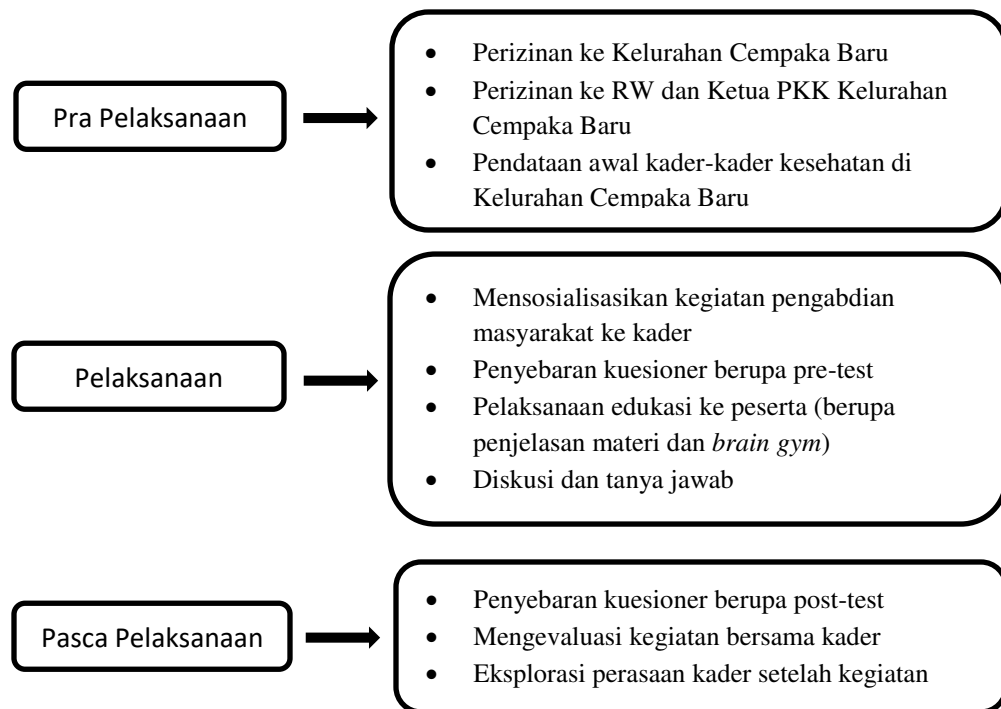 Pra Pelaksanaan
• Perizinan ke Kelurahan Cempaka Baru
• Perizinan ke RW dan Ketua PKK Kelurahan
Cempaka Baru
• Pendataan awal kader-kader kesehatan di
Kelurahan Cempaka Baru
Pelaksanaan
• Mensosialisasikan kegiatan pengabdian
masyarakat ke kader
• Penyebaran kuesioner berupa pre-test
• Pelaksanaan edukasi ke peserta (berupa
penjelasan materi dan brain gym)
• Diskusi dan tanya jawab
Pasca Pelaksanaan
• Penyebaran kuesioner berupa post-test
• Mengevaluasi kegiatan bersama kader
• Eksplorasi perasaan kader setelah kegiatan